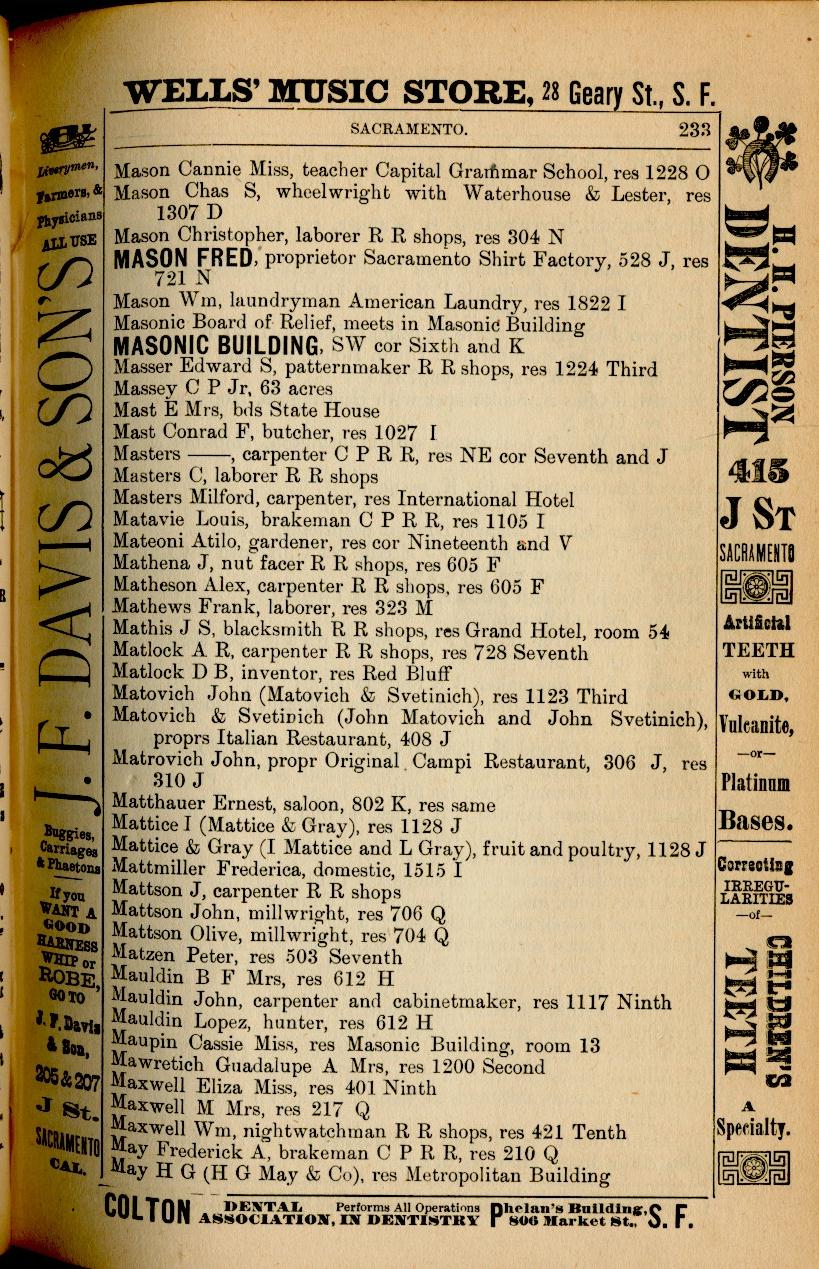 WELLS' MUSIC STORE, 28 Geary St., S. F.
SACRAMENTO. 233
Mason Cannie Miss, teacher Capital Grammar School, res 1228 O
Mason Chas S, wheelwright with Waterhouse & Lester, res
1307 D
Mason Christopher, laborer R R shops, res 304 N
MASON FRED, proprietor Sacramento Shirt Factory, 528 J, res
721 N
Mason Wm, laundryman American Laundry, res 1822 I
Masonic Board of Relief, meets in Masonic Building
MASONIC BUILDING, SW cor Sixth and K
Masser Edward S, patternmaker R R shops, res 1224 Third
Massey C P Jr, 63 acres
Mast E Mrs, bds State House
Mast Conrad F, butcher, res 1027 I
Masters ——, carpenter C P R R, res NE cor Seventh and J
Masters C, laborer R R shops
Masters Milford, carpenter, res International Hotel
Matavie Louis, brakeman C P R R, res 1105 I
Mateoni Atilo, gardener, res cor Nineteenth and V
Mathena J, nut facer R R shops, res 605 F
Matheson Alex, carpenter R R shops, res 605 F
Mathews Frank, laborer, res 323 M
Mathis J S, blacksmith R R shops, res Grand Hotel, room 54
Matlock A R, carpenter R R shops, res 728 Seventh
Matlock D B, inventor, res Red Bluff
Matovich John (Matovich & Svetinich), res 1123 Third
Matovich & Svetinich (John Matovich and John Svetinich),
proprs Italian Restaurant, 408 J
Matrovich John, propr Original Campi Restaurant, 306 J, res
310 J
Matthauer Ernest, saloon, 802 K, res same
Mattice I (Mattice & Gray), res 1128 J
Mattice & Gray (I Mattice and L Gray), fruit and poultry, 1128 J
Mattmiller Frederica, domestic, 1515 I
Mattson J, carpenter R R shops
Mattson John, millwright, res 706 Q
Mattson Olive, millwright, res 704 Q
Matzen Peter, res 503 Seventh
Mauldin B F Mrs, res 612 H
Mauldin John, carpenter and cabinetmaker, res 1117 Ninth
Mauldin Lopez, hunter, res 612 H
Maupin Cassie Miss, res Masonic Building, room 13
Mawretich Guadalupe A Mrs, res 1200 Second
Maxwell Eliza Miss, res 401 Ninth
Maxwell M Mrs, res 217 Q
Maxwell Wm, nightwatchman R R shops, res 421 Tenth
May Frederick A, brakeman C P R R, res 210 Q
May H G (H G May & Co), res Metropolitan Building
Liverymen,
Farmers, &
Physicians
ALL USE
J. F. DAVIS & SON'S
Buggies,
Carriages
& Phaetons
If you
WANT A
GOOD
HARNESS
WHIP or
ROBE,
GO TO
J. F. Davis
& Son,
205 & 207
J St.
SACRAMENTO
CAL.
H. H. PIERSON
DENTIST
415
J ST
SACRAMENTO
Artificial
TEETH
with
GOLD,
Vulcanite,
—or—
Platinum
Bases.
Correcting
IRREGU-
LARITIES
—of—
CHILDREN'S
TEETH
A
Specialty.
COLTON DENTAL ASSOCIATION, Performs All Operations IN DENTISTRY Phelan's Building, 806 Market St., S. F.